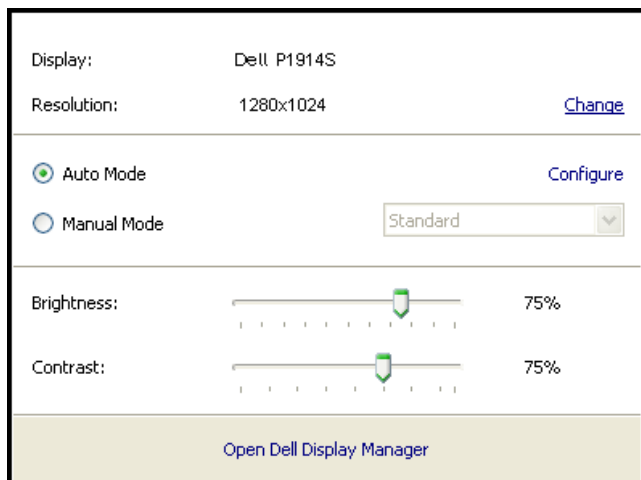 Display: Dell P1914S
Resolution: 1280x1024 Change
Auto Mode Configure
Manual Mode Standard
Brightness: 75%
Contrast: 75%
Open Dell Display Manager